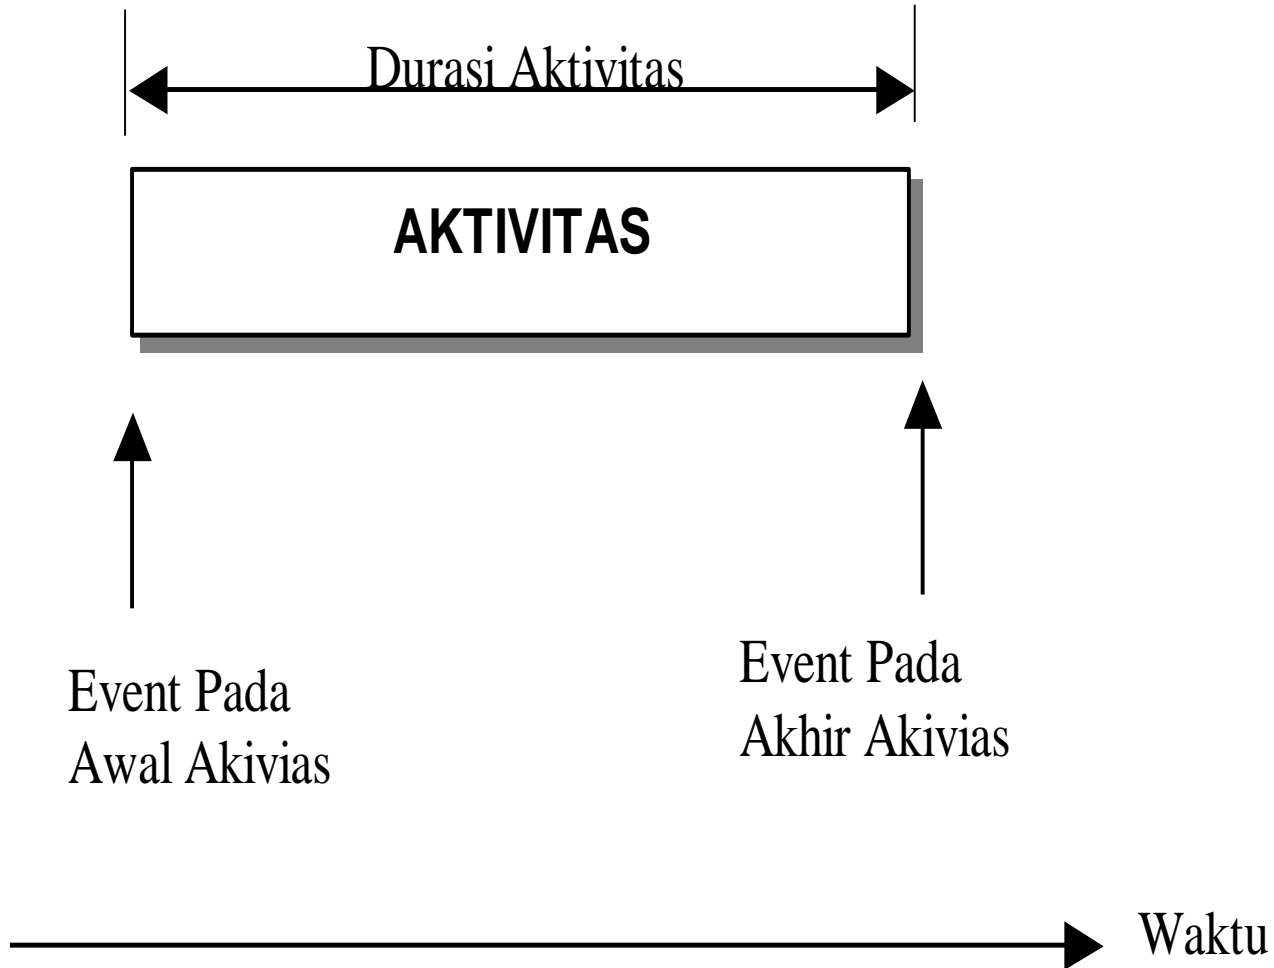 Durasi Aktivitas
AKTIVITAS
Event Pada
Awal Akivias
Event Pada
Akhir Akivias
Waktu